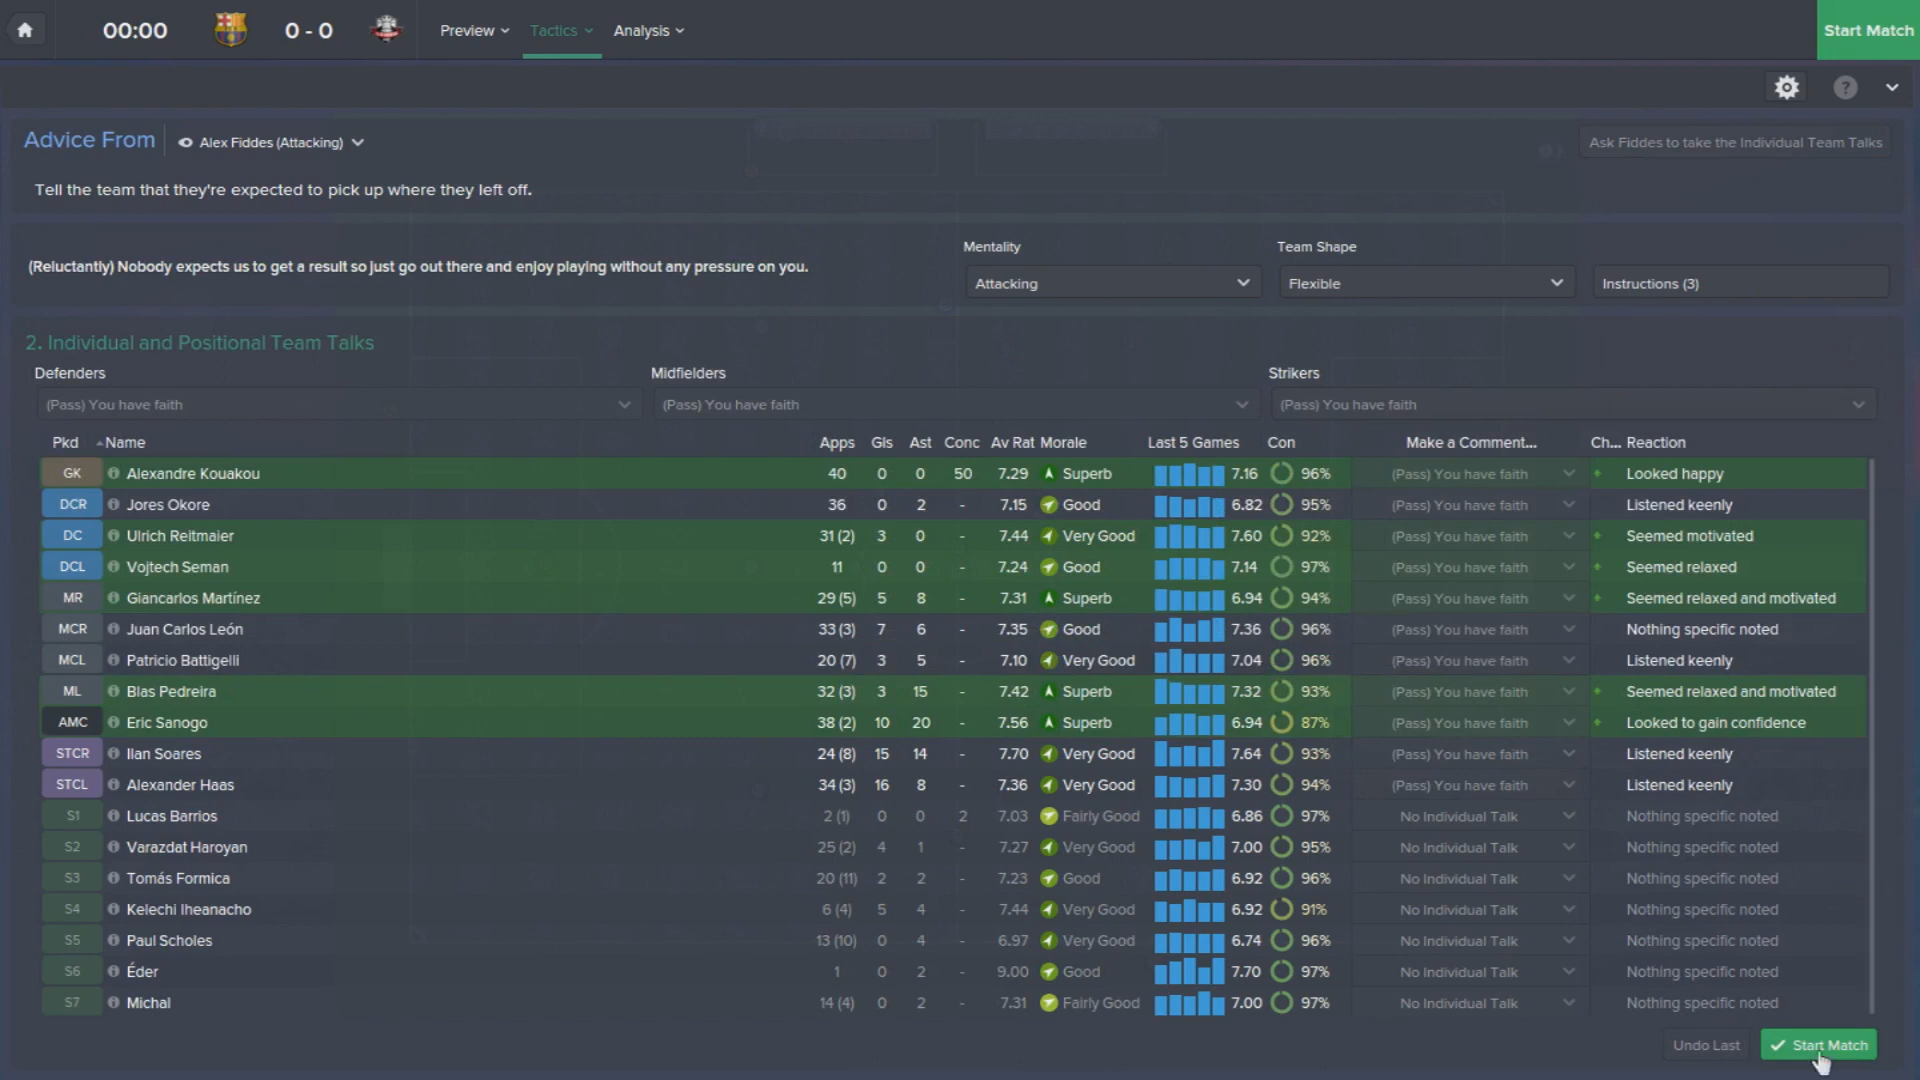 00:00 0 - 0 Preview Tactics Analysis Start Match
?
Advice From Alex Fiddes (Attacking) Ask Fiddes to take the Individual Team Talks
Tell the team that they're expected to pick up where they left off.
Mentality Team Shape
(Reluctantly) Nobody expects us to get a result so just go out there and enjoy playing without any pressure on you.
Attacking Flexible Instructions (3)
2. Individual and Positional Team Talks
Defenders Midfielders Strikers
(Pass) You have faith (Pass) You have faith (Pass) You have faith
Pkd Name Apps Gls Ast Conc Av Rat Morale Last 5 Games Con Make a Comment... Ch... Reaction
GK Alexandre Kouakou 40 0 0 50 7.29 Superb 7.16 96% (Pass) You have faith Looked happy
DCR Jores Okore 36 0 2 - 7.15 Good 6.82 95% (Pass) You have faith Listened keenly
DC Ulrich Reitmaier 31 (2) 3 0 - 7.44 Very Good 7.60 92% (Pass) You have faith Seemed motivated
DCL Vojtech Seman 11 0 0 - 7.24 Good 7.14 97% (Pass) You have faith Seemed relaxed
MR Giancarlos Martínez 29 (5) 5 8 - 7.31 Superb 6.94 94% (Pass) You have faith Seemed relaxed and motivated
MCR Juan Carlos León 33 (3) 7 6 - 7.35 Good 7.36 96% (Pass) You have faith Nothing specific noted
MCL Patricio Battigelli 20 (7) 3 5 - 7.10 Very Good 7.04 96% (Pass) You have faith Listened keenly
ML Blas Pedreira 32 (3) 3 15 - 7.42 Superb 7.32 93% (Pass) You have faith Seemed relaxed and motivated
AMC Eric Sanogo 38 (2) 10 20 - 7.56 Superb 6.94 87% (Pass) You have faith Looked to gain confidence
STCR Ilan Soares 24 (8) 15 14 - 7.70 Very Good 7.64 93% (Pass) You have faith Listened keenly
STCL Alexander Haas 34 (3) 16 8 - 7.36 Very Good 7.30 94% (Pass) You have faith Listened keenly
S1 Lucas Barrios 2 (1) 0 0 2 7.03 Fairly Good 6.86 97% No Individual Talk Nothing specific noted
S2 Varazdat Haroyan 25 (2) 4 1 - 7.27 Very Good 7.00 95% No Individual Talk Nothing specific noted
S3 Tomás Formica 20 (11) 2 2 - 7.23 Good 6.92 96% No Individual Talk Nothing specific noted
S4 Kelechi Iheanacho 6 (4) 5 4 - 7.44 Very Good 6.92 91% No Individual Talk Nothing specific noted
S5 Paul Scholes 13 (10) 0 4 - 6.97 Very Good 6.74 96% No Individual Talk Nothing specific noted
S6 Éder 1 0 2 - 9.00 Good 7.70 97% No Individual Talk Nothing specific noted
S7 Michal 14 (4) 0 2 - 7.31 Fairly Good 7.00 97% No Individual Talk Nothing specific noted
Undo Last Start Match